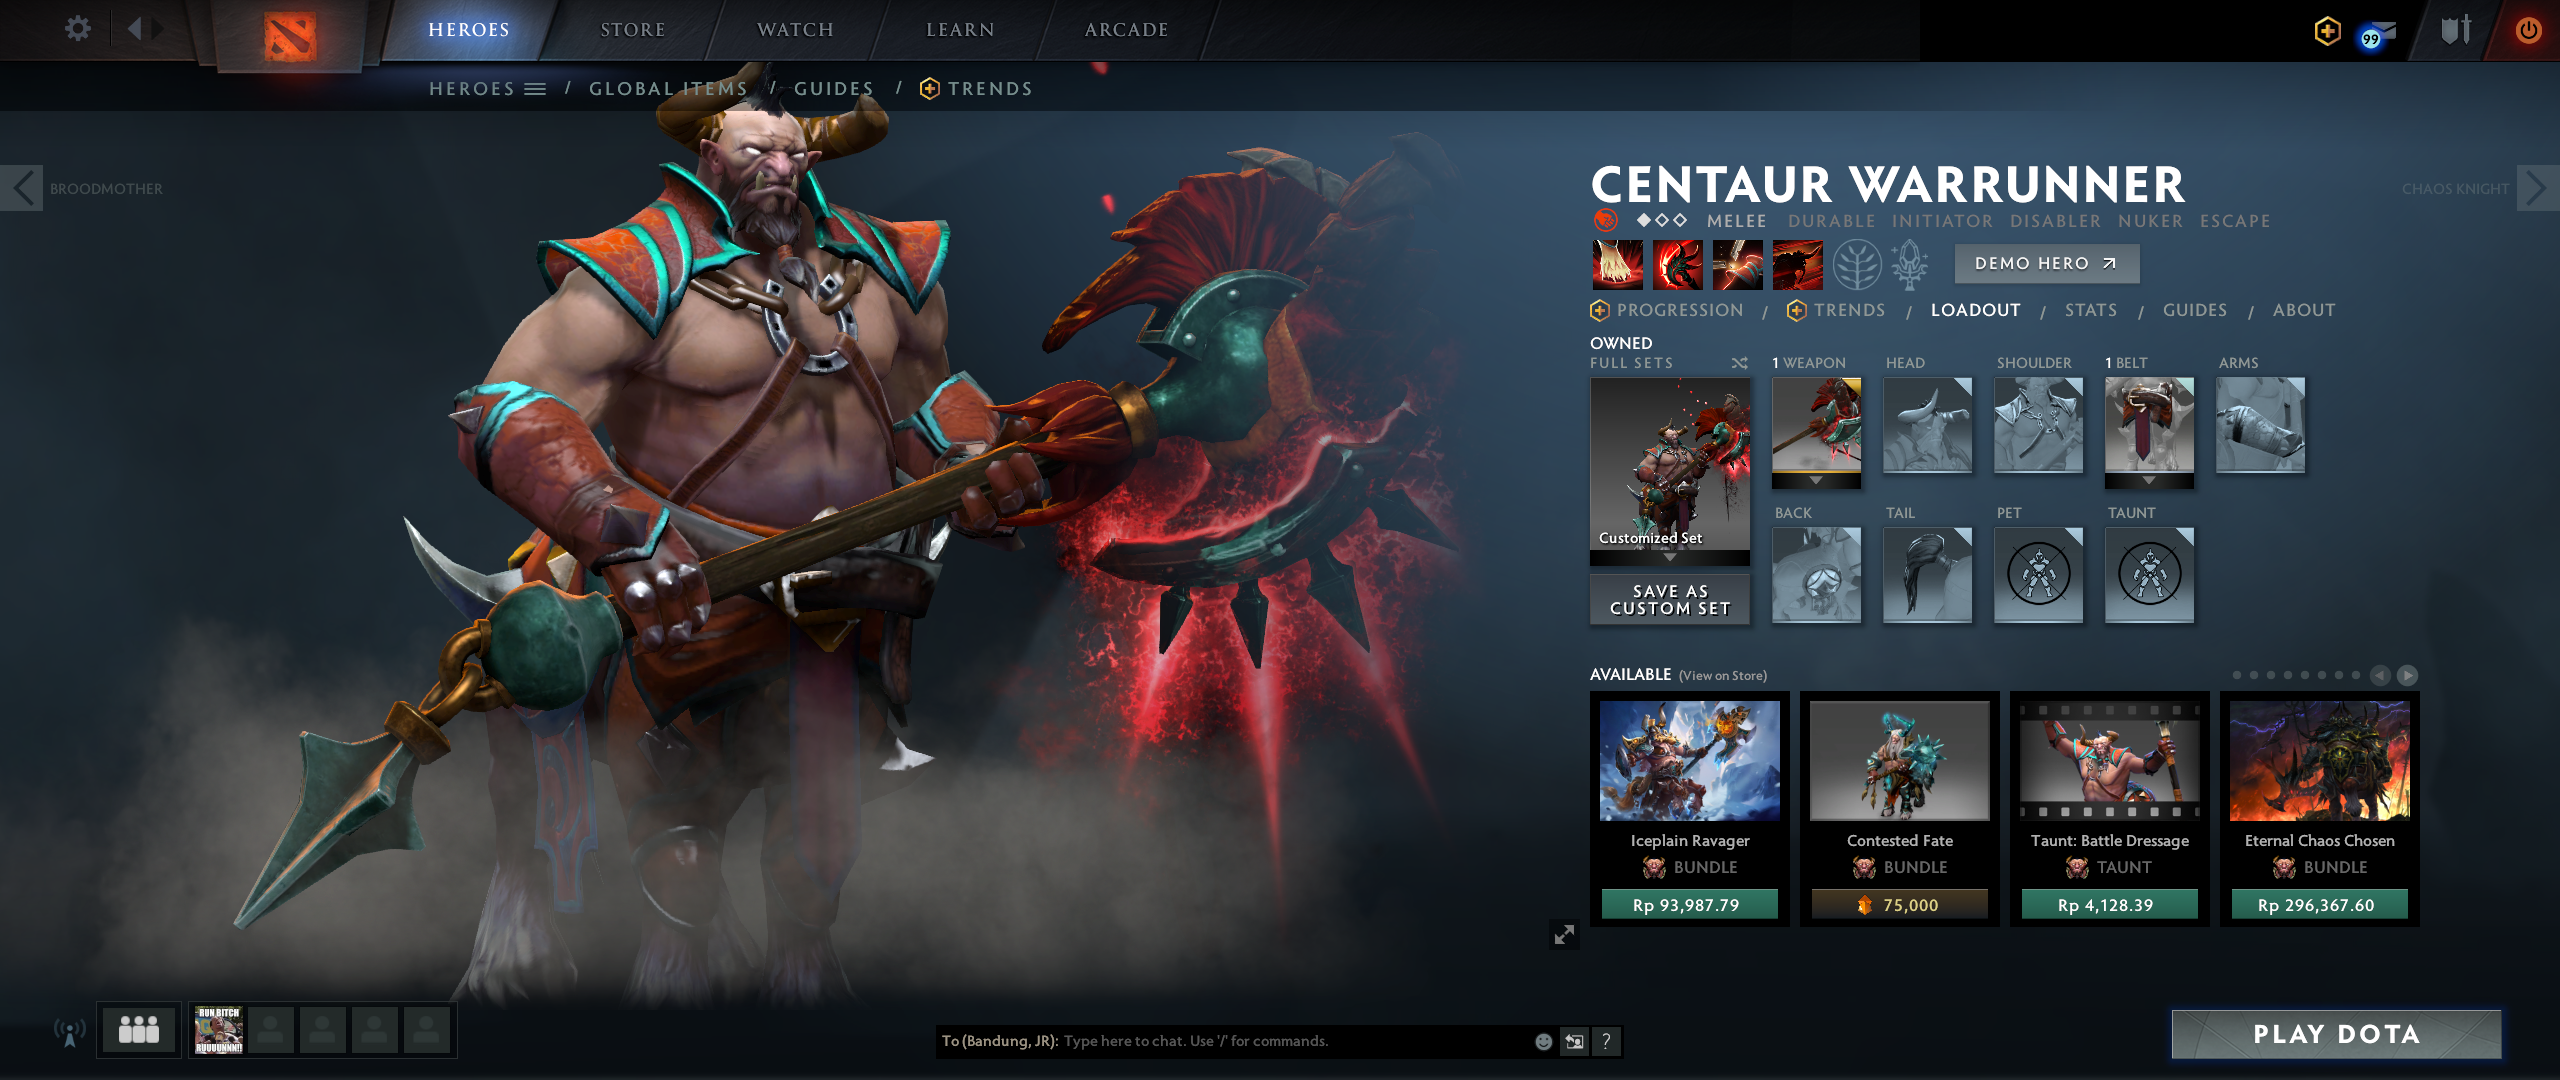 HEROES
STORE
WATCH
LEARN
ARCADE
99
HEROES / GLOBAL ITEMS / GUIDES / TRENDS
BROODMOTHER
CHAOS KNIGHT
CENTAUR WARRUNNER
MELEE DURABLE INITIATOR DISABLER NUKER ESCAPE
DEMO HERO
PROGRESSION / TRENDS / LOADOUT / STATS / GUIDES / ABOUT
OWNED
FULL SETS
1 WEAPON
HEAD
SHOULDER
1 BELT
ARMS
Customized Set
BACK
TAIL
PET
TAUNT
SAVE AS
CUSTOM SET
AVAILABLE (View on Store)
Iceplain Ravager
BUNDLE
Rp 93,987.79
Contested Fate
BUNDLE
75,000
Taunt: Battle Dressage
TAUNT
Rp 4,128.39
Eternal Chaos Chosen
BUNDLE
Rp 296,367.60
RUN BITCH
RUUUUNNN!!
To (Bandung, JR): Type here to chat. Use '/' for commands.
?
PLAY DOTA